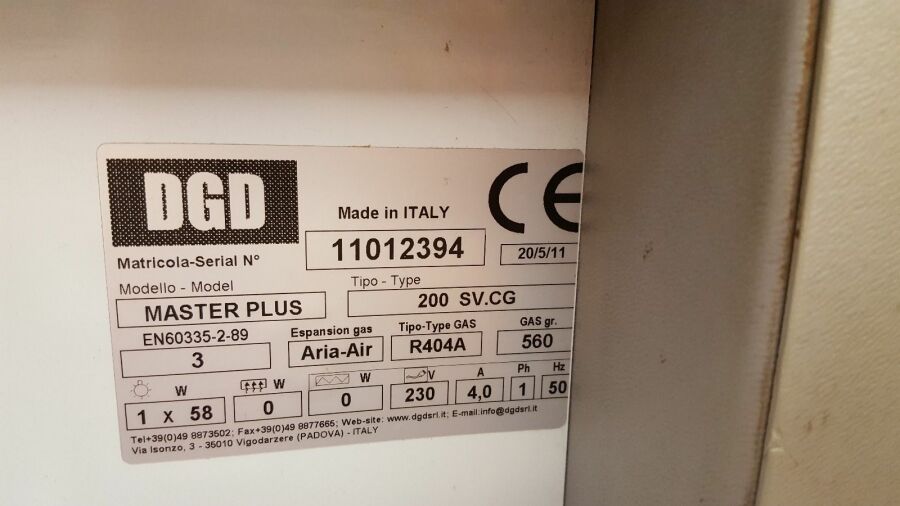 DGD
Made in ITALY
CE
Matricola-Serial N°
11012394
20/5/11
Modello - Model
Tipo - Type
MASTER PLUS
200 SV.CG
EN60335-2-89
Espansion gas
Tipo-Type GAS
GAS gr.
3
Aria-Air
R404A
560
W
W
W
V
A
Ph
Hz
1 x 58
0
0
230
4,0
1
50
Tel+39(0)49 8873502; Fax+39(0)49 8877665; Web-site: www.dgdsrl.it; E-mail:info@dgdsrl.it
Via Isonzo, 3 - 35010 Vigodarzere (PADOVA) - ITALY